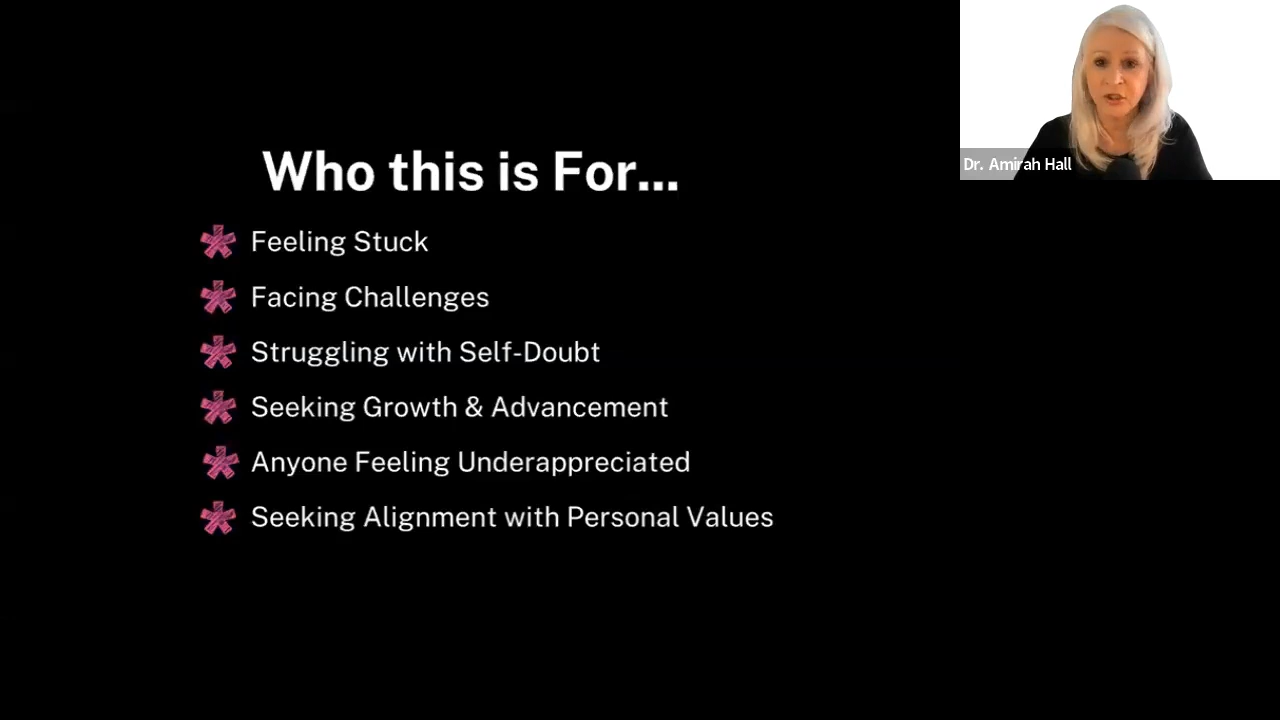 Who this is For...
Feeling Stuck
Facing Challenges
Struggling with Self-Doubt
Seeking Growth & Advancement
Anyone Feeling Underappreciated
Seeking Alignment with Personal Values
Dr. Amirah Hall